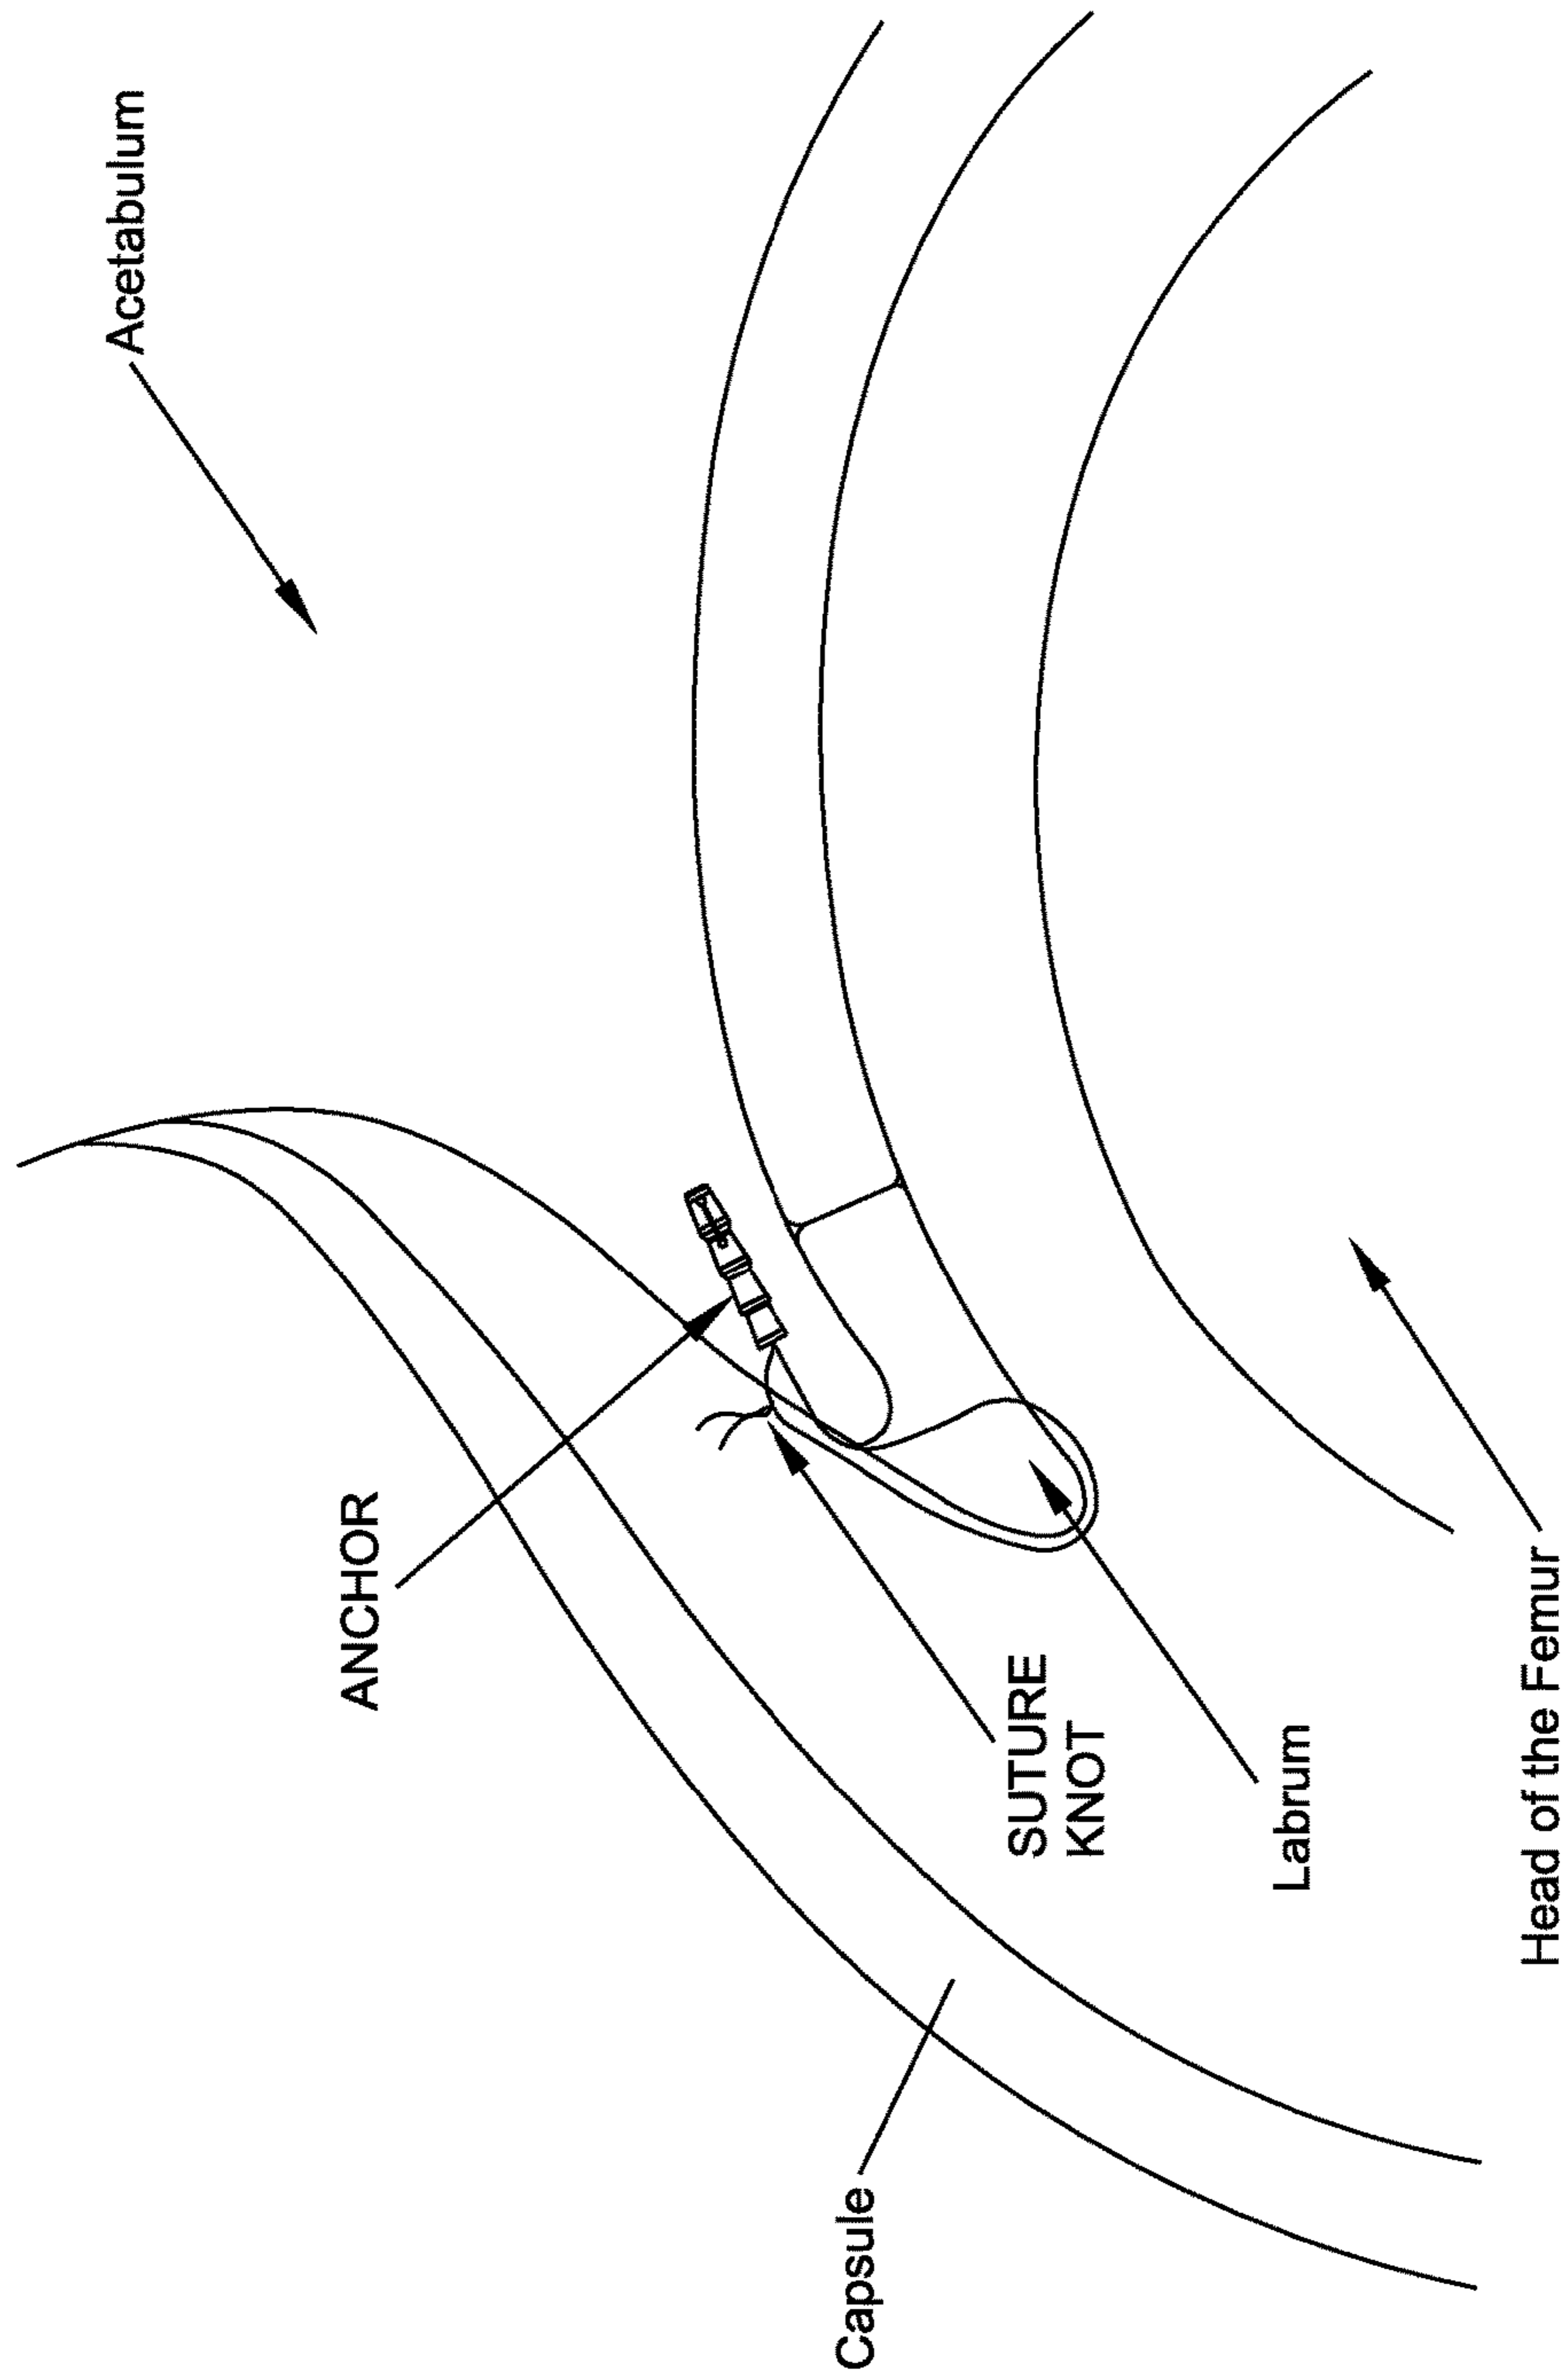 Acetabulum
ANCHOR
Capsule
SUTURE
KNOT
Labrum
Head of the Femur